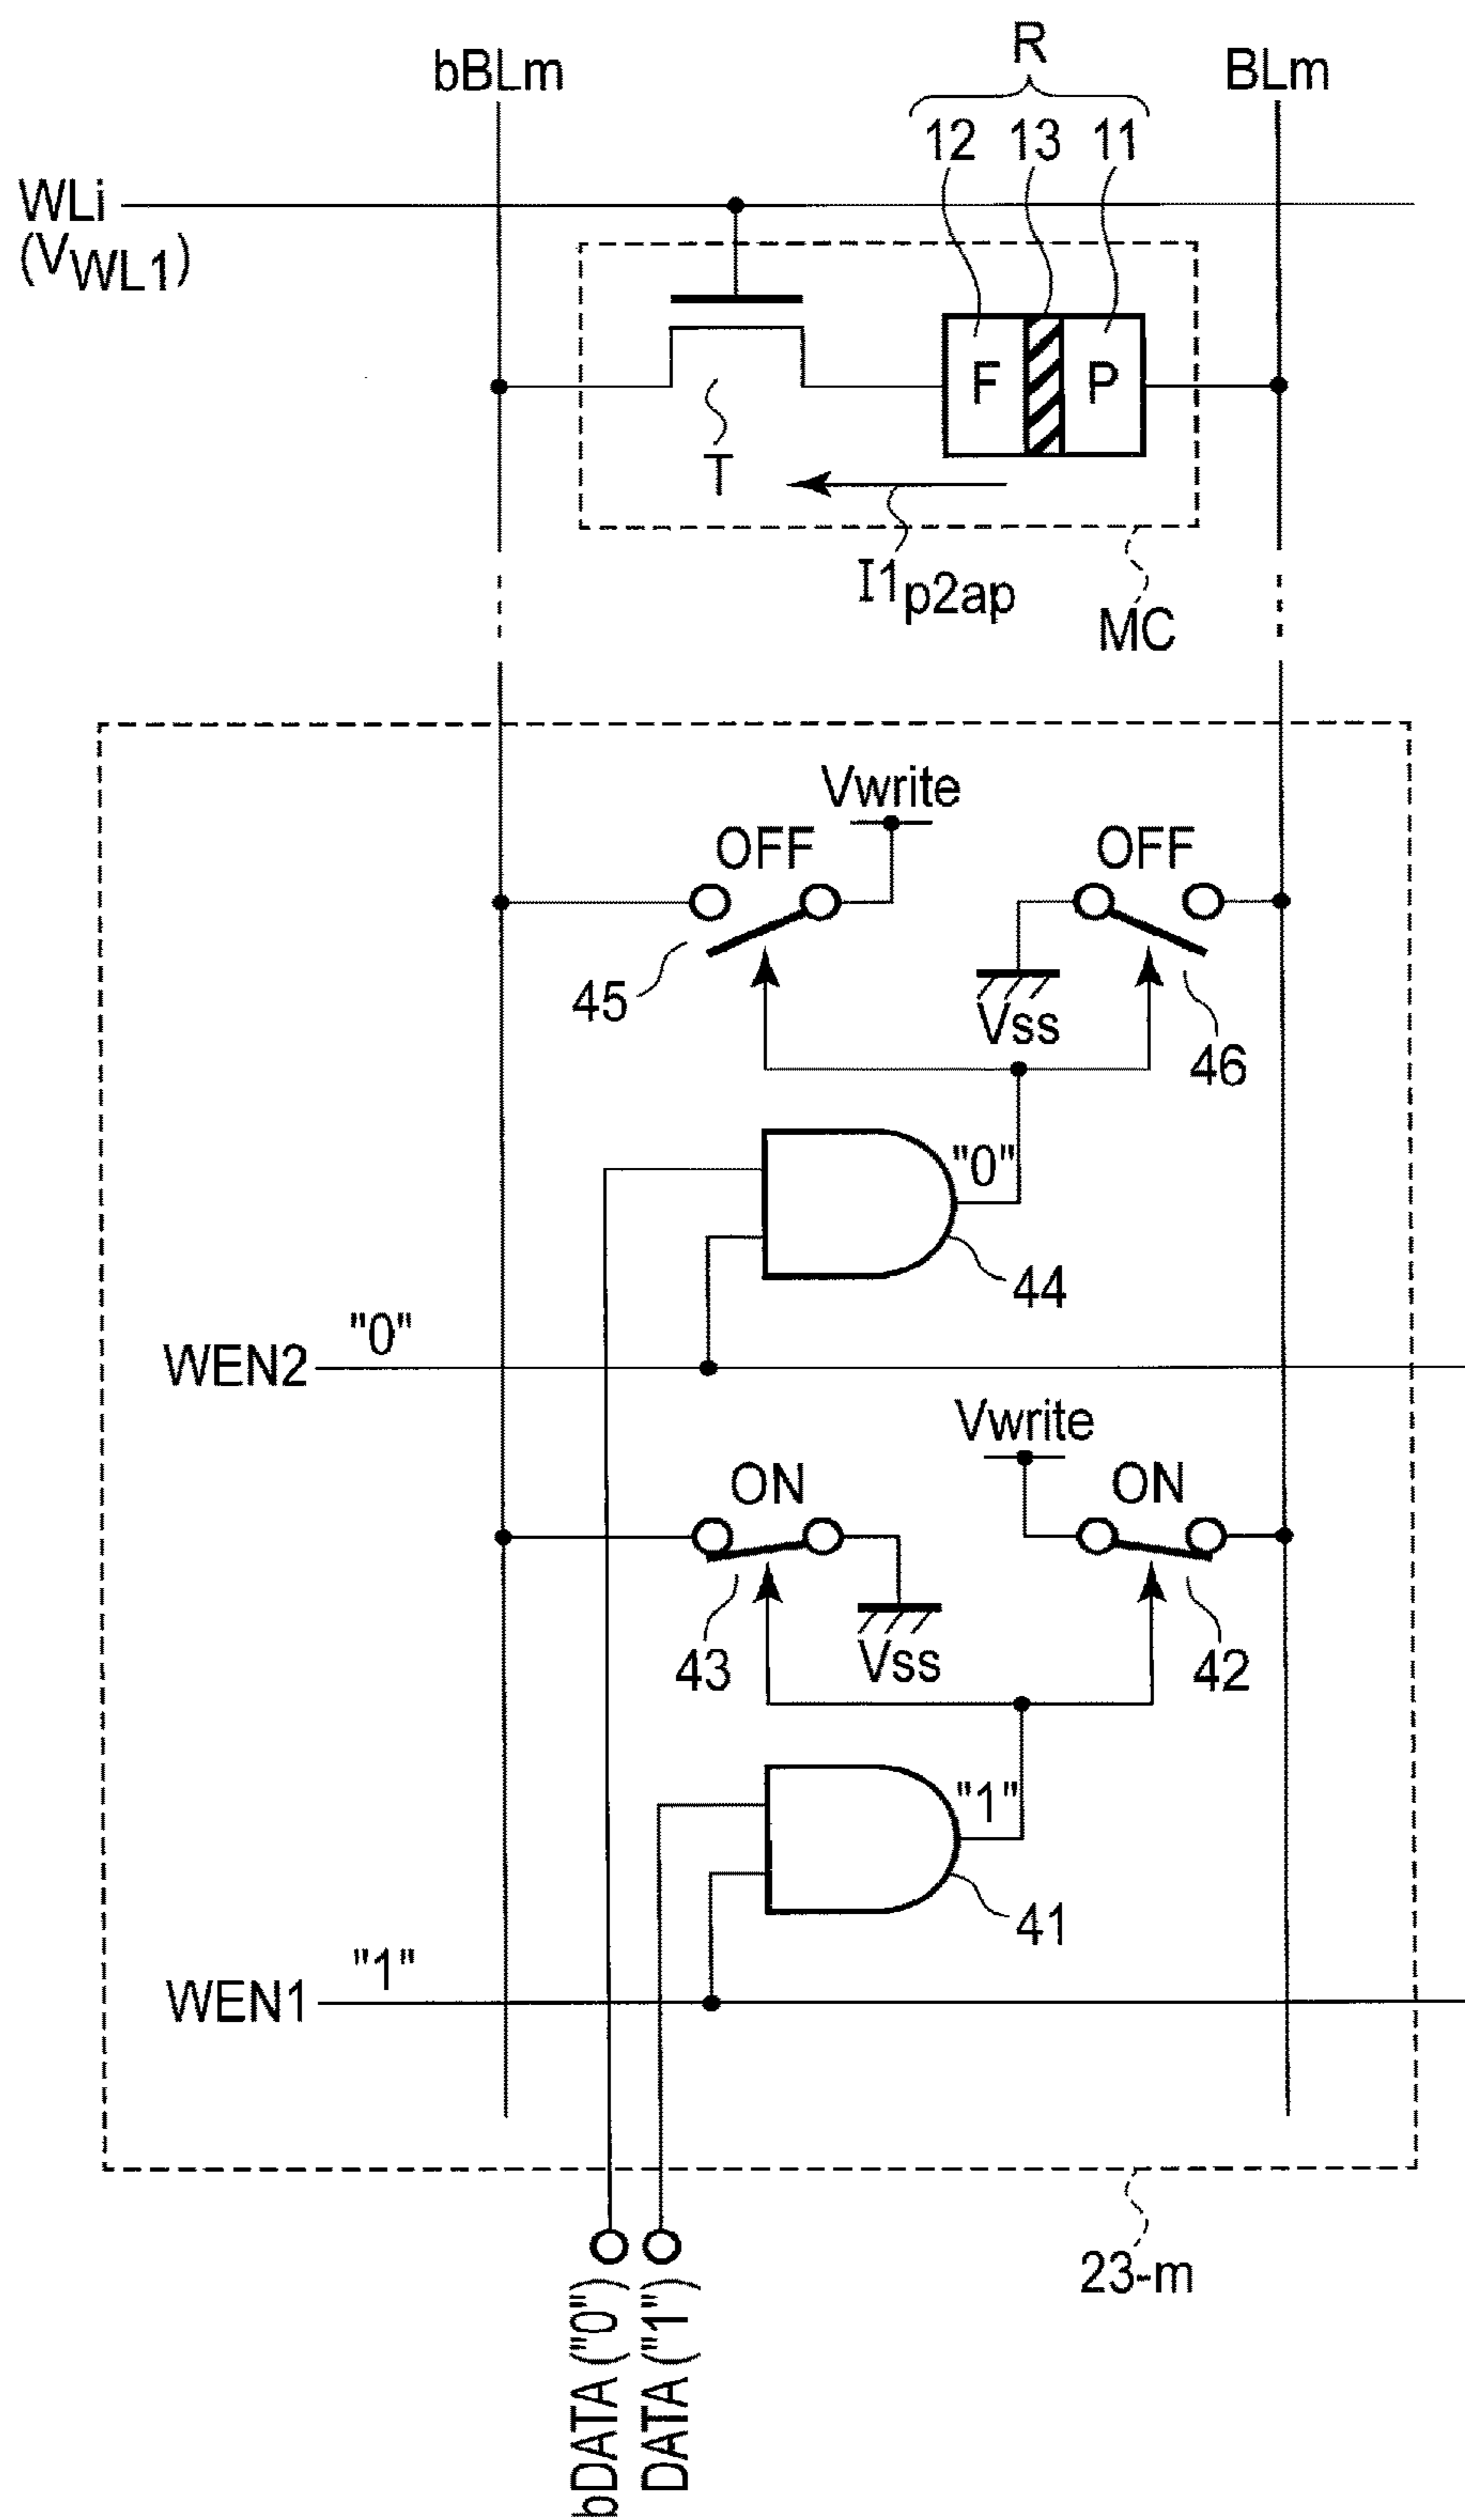 R
bBLm
BLm
12 13 11
WLi
(VWL1)
F
P
T
I1p2ap
MC
Vwrite
OFF
OFF
45
Vss
46
"0"
44
"0"
WEN2
Vwrite
ON
ON
43
Vss
42
"1"
41
"1"
WEN1
23-m
bDATA ("0")
DATA ("1")